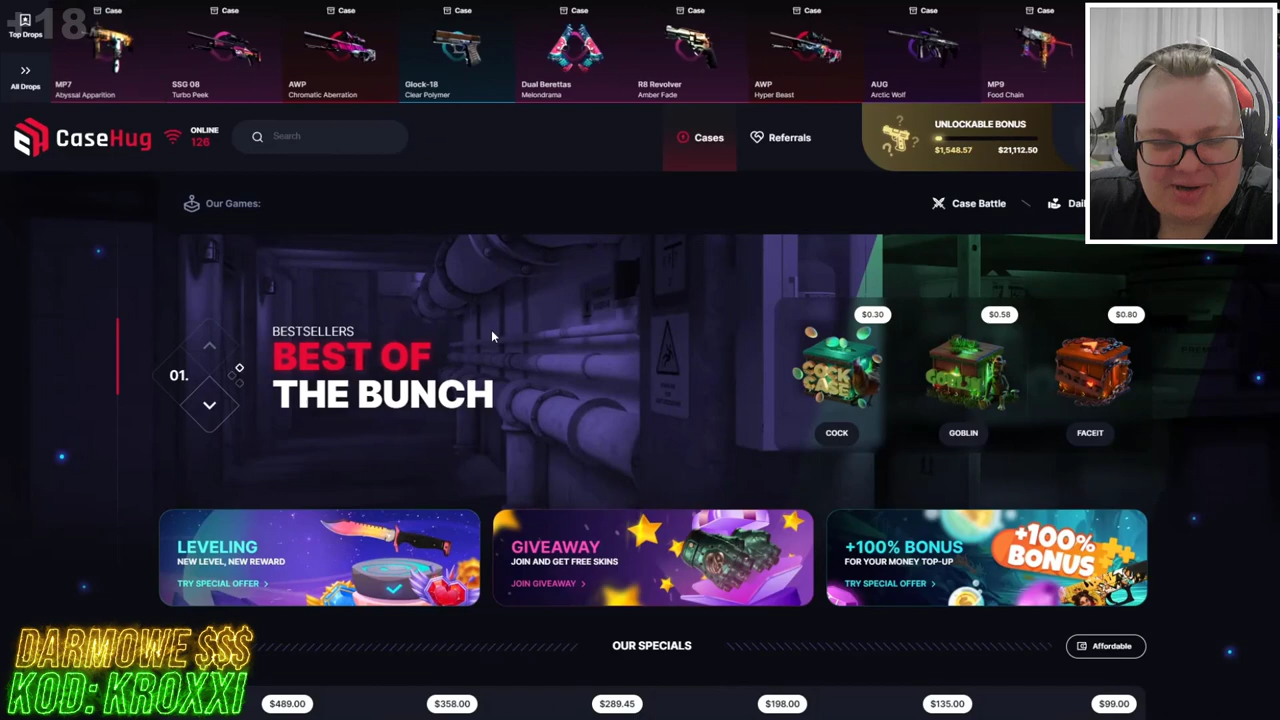 +18
Top Drops
All Drops
Case
Case
Case
Case
Case
Case
Case
Case
Case
MP7
Abyssal Apparition
SSG 08
Turbo Peek
AWP
Chromatic Aberration
Glock-18
Clear Polymer
Dual Berettas
Melondrama
R8 Revolver
Amber Fade
AWP
Hyper Beast
AUG
Arctic Wolf
MP9
Food Chain
CaseHug
ONLINE
126
Search
Cases
Referrals
UNLOCKABLE BONUS
$1,548.57
$21,112.50
Our Games:
Case Battle
Dail
01.
BESTSELLERS
BEST OF
THE BUNCH
$0.30
$0.58
$0.80
COCK
CASE
GOBLIN
COCK
GOBLIN
FACEIT
LEVELING
NEW LEVEL, NEW REWARD
TRY SPECIAL OFFER >
GIVEAWAY
JOIN AND GET FREE SKINS
JOIN GIVEAWAY >
+100% BONUS
FOR YOUR MONEY TOP-UP
TRY SPECIAL OFFER >
+100%
BONUS
OUR SPECIALS
Affordable
DARMOWE $$$
KOD: KROXXI
$489.00
$358.00
$289.45
$198.00
$135.00
$99.00